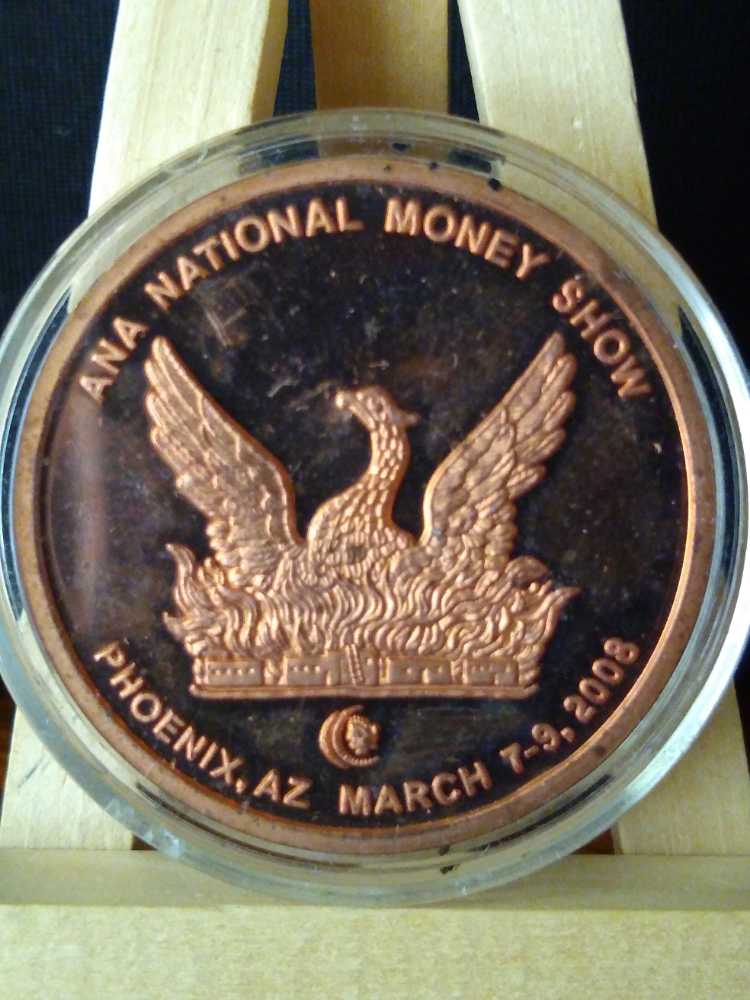 ANA NATIONAL MONEY SHOW
PHOENIX, AZ MARCH 7-9, 2008